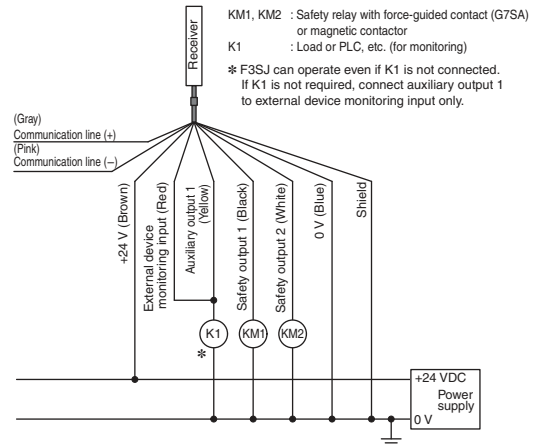 KM1, KM2 : Safety relay with force-guided contact (G7SA)
or magnetic contactor
K1 : Load or PLC, etc. (for monitoring)
* F3SJ can operate even if K1 is not connected.
If K1 is not required, connect auxiliary output 1
to external device monitoring input only.
Receiver
(Gray)
Communication line (+)
(Pink)
Communication line (−)
+24 V (Brown)
External device
monitoring input (Red)
Auxiliary output 1
(Yellow)
Safety output 1 (Black)
Safety output 2 (White)
0 V (Blue)
Shield
K1
KM1
KM2
*
+24 VDC
Power
supply
0 V